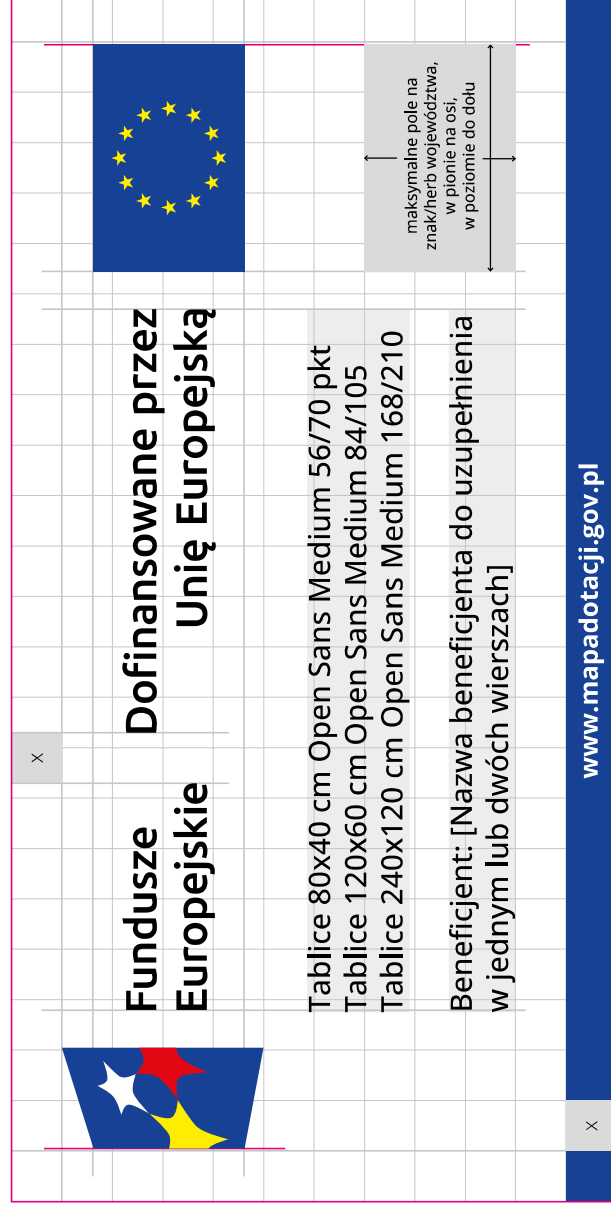 Fundusze
Europejskie
Dofinansowane przez
Unię Europejską
X
Tablice 80x40 cm Open Sans Medium 56/70 pkt
Tablice 120x60 cm Open Sans Medium 84/105
Tablice 240x120 cm Open Sans Medium 168/210
Beneficjent: [Nazwa beneficjenta do uzupełnienia
w jednym lub dwóch wierszach]
maksymalne pole na
znak/herb województwa,
w pionie na osi,
w poziomie do dołu
X
www.mapadotacji.gov.pl